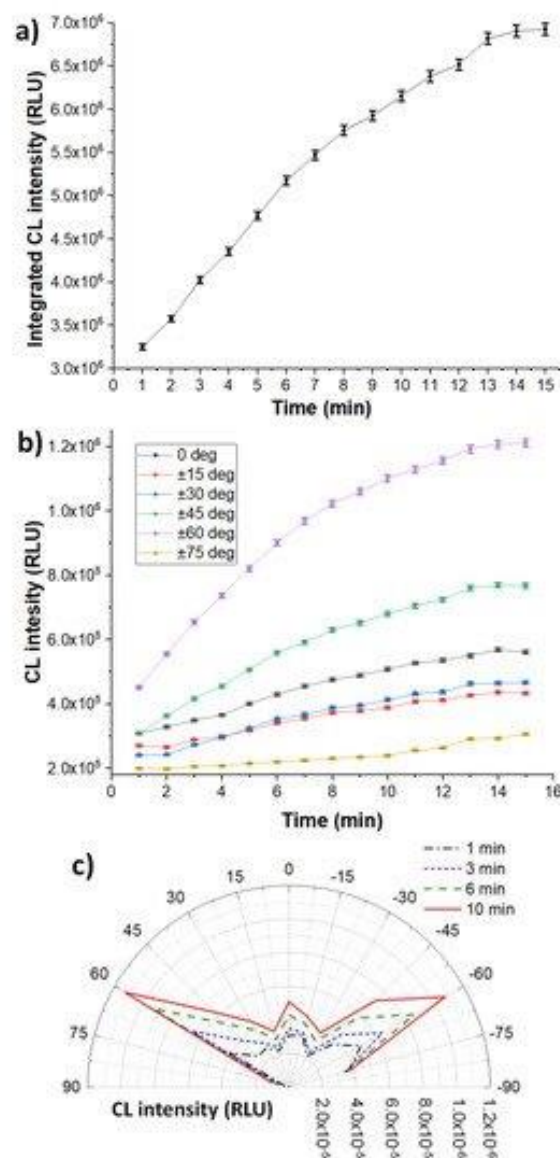 a)
7.0x10⁶
6.5x10⁶
6.0x10⁶
5.5x10⁶
5.0x10⁶
4.5x10⁶
4.0x10⁶
3.5x10⁶
3.0x10⁶
Integrated CL intensity (RLU)
0 1 2 3 4 5 6 7 8 9 10 11 12 13 14 15
Time (min)
b)
1.2x10⁶
1.0x10⁶
8.0x10⁵
6.0x10⁵
4.0x10⁵
2.0x10⁵
CL intesity (RLU)
0 deg
±15 deg
±30 deg
±45 deg
±60 deg
±75 deg
0 2 4 6 8 10 12 14 16
Time (min)
c)
1 min
3 min
6 min
10 min
90 75 60 45 30 15 0 -15 -30 -45 -60 -75 -90
CL intensity (RLU)